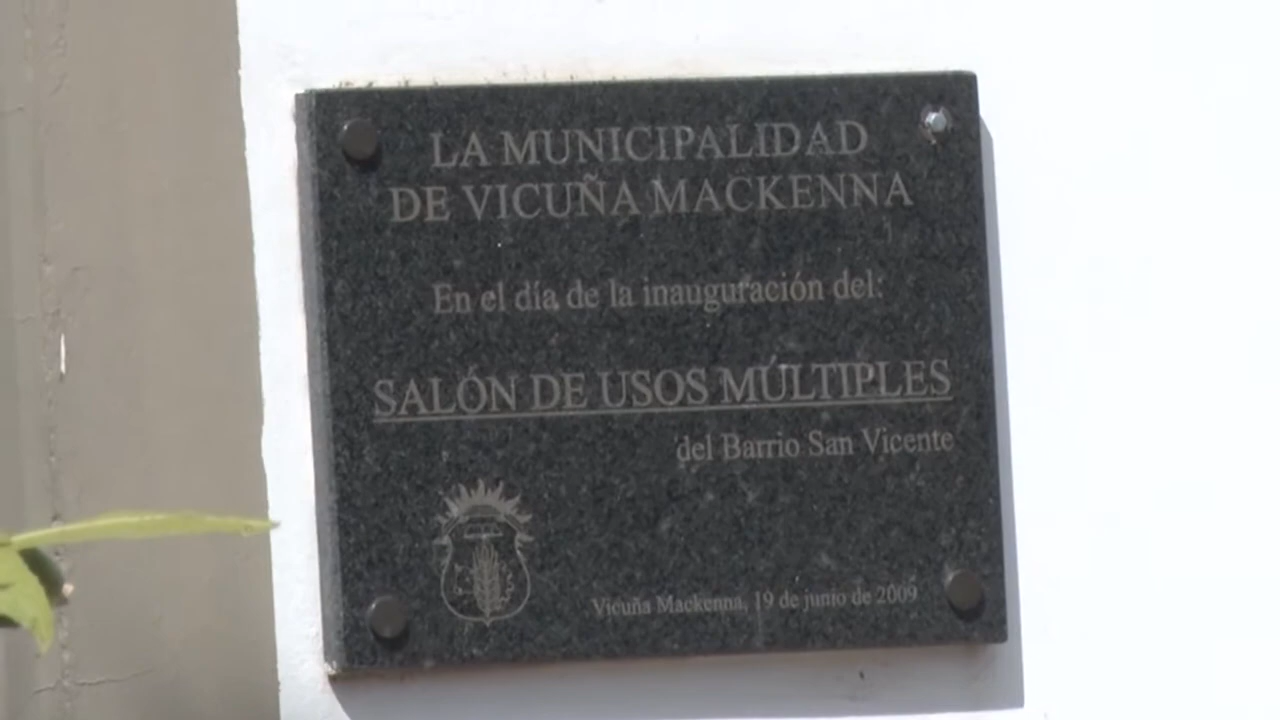 LA MUNICIPALIDAD
DE VICUÑA MACKENNA
En el día de la inauguración del:
SALÓN DE USOS MÚLTIPLES
del Barrio San Vicente
Vicuña Mackenna, 19 de junio de 2009